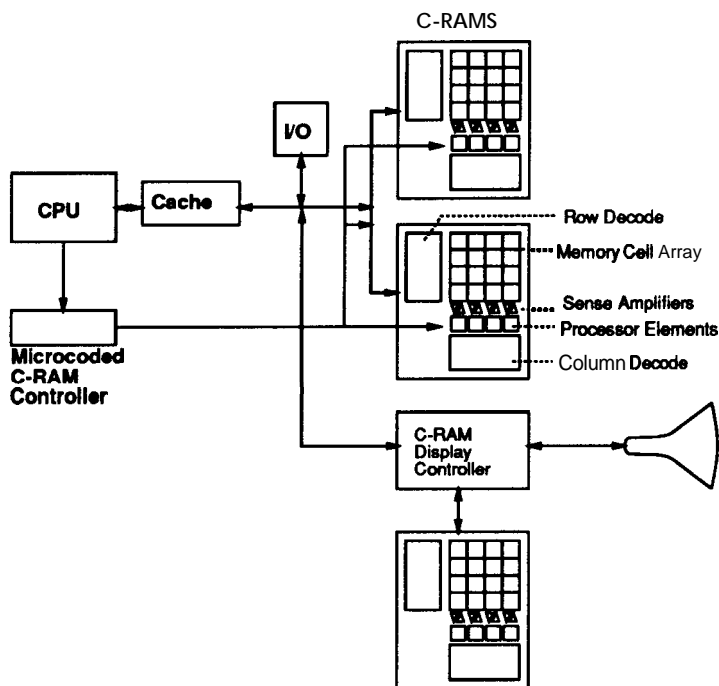 C-RAMS
I/O
CPU
Cache
Row Decode
Memory Cell Array
Sense Amplifiers
Processor Elements
Column Decode
Microcoded
C-RAM
Controller
C-RAM
Display
Controller